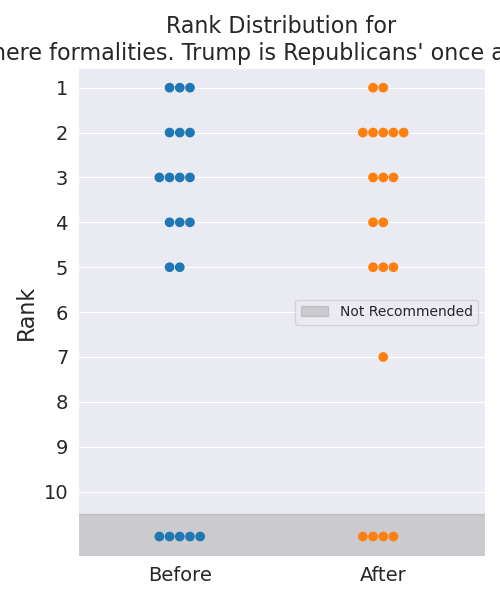 Rank Distribution for
here formalities. Trump is Republicans' once a
1
2
3
4
5
6
7
8
9
10
Rank
Not Recommended
Before
After